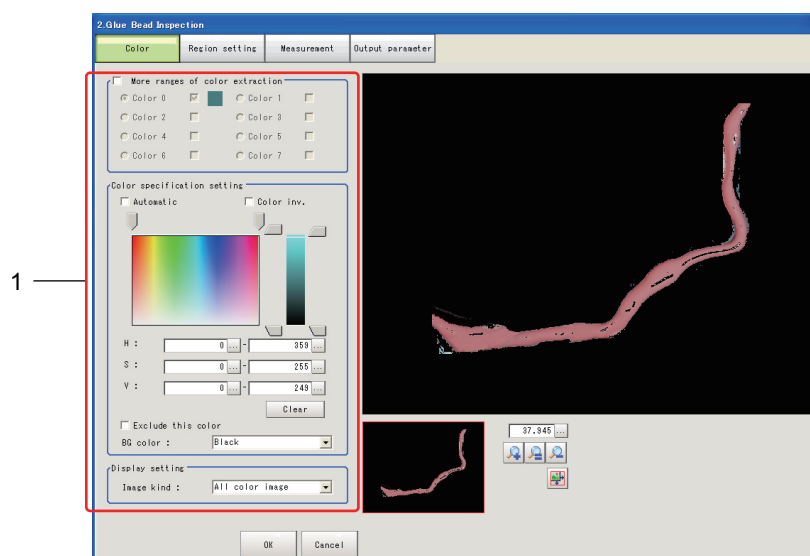 2.Glue Bead Inspection
Color Region setting Measurement Output parameter
More ranges of color extraction
Color 0 Color 1
Color 2 Color 3
Color 4 Color 5
Color 6 Color 7
Color specification setting
Automatic Color inv.
1
H : 0 ... - 359 ...
S : 0 ... - 255 ...
V : 0 ... - 249 ...
Clear
Exclude this color
BG color : Black
37.945 ...
Display setting
Image kind : All color image
OK Cancel